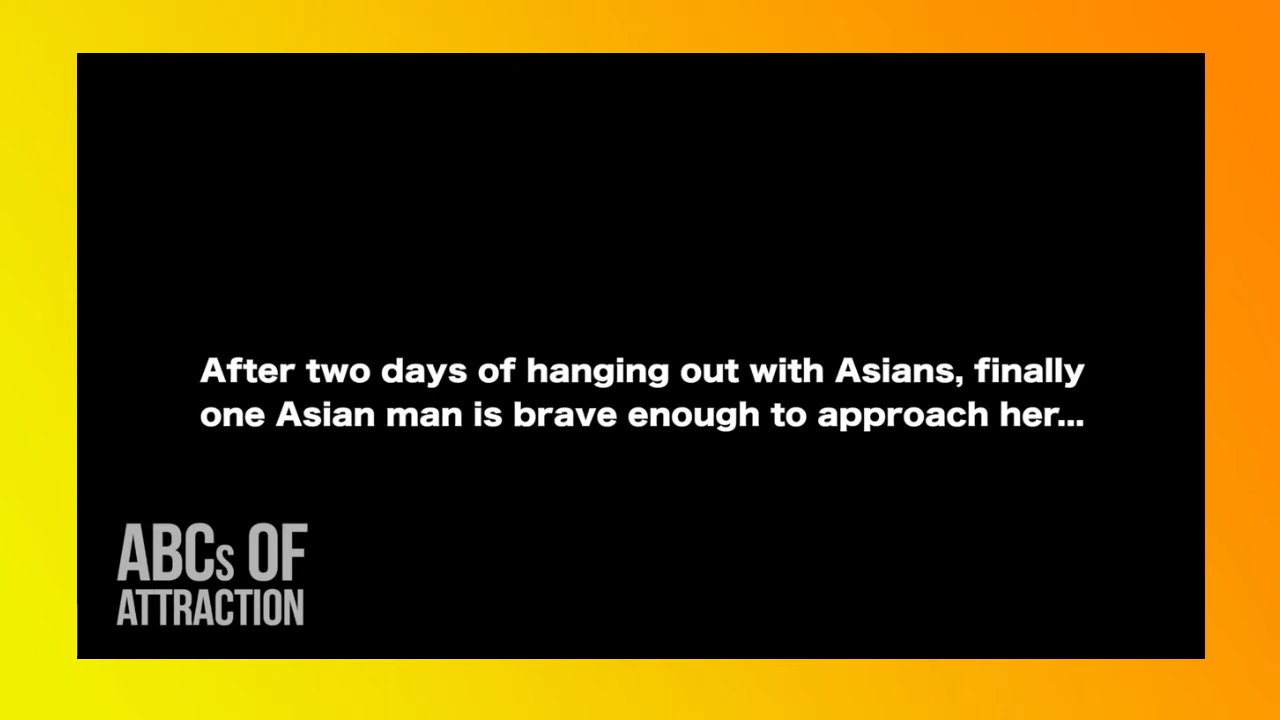 After two days of hanging out with Asians, finally
one Asian man is brave enough to approach her...
ABCs OF
ATTRACTION